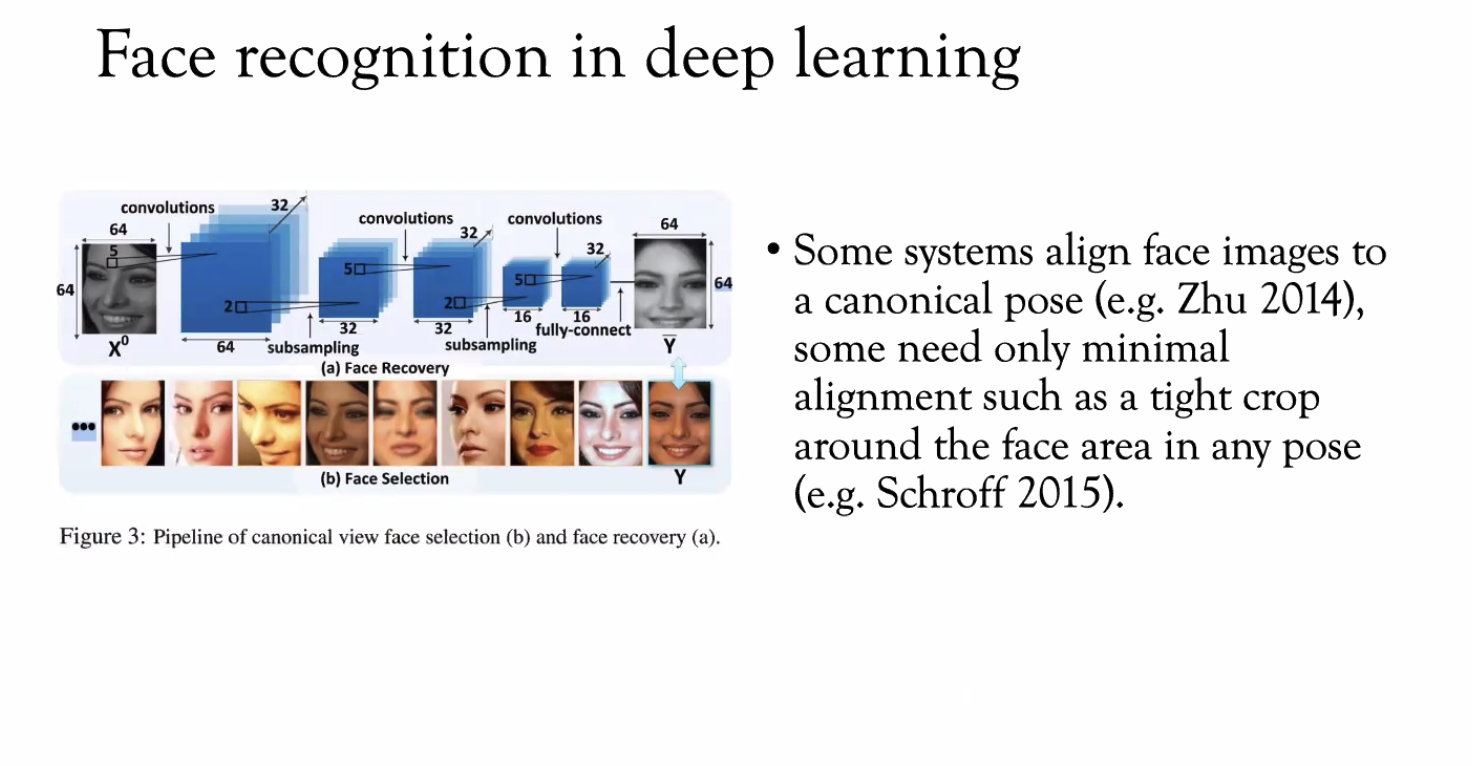 Face recognition in deep learning
convolutions
32
64
5
64
X⁰
2
64
subsampling
convolutions
32
5
32
2
32
subsampling
convolutions
32
5
16
16
fully-connect
64
64
Y
(a) Face Recovery
•••
(b) Face Selection
Y
Figure 3: Pipeline of canonical view face selection (b) and face recovery (a).
• Some systems align face images to
a canonical pose (e.g. Zhu 2014),
some need only minimal
alignment such as a tight crop
around the face area in any pose
(e.g. Schroff 2015).